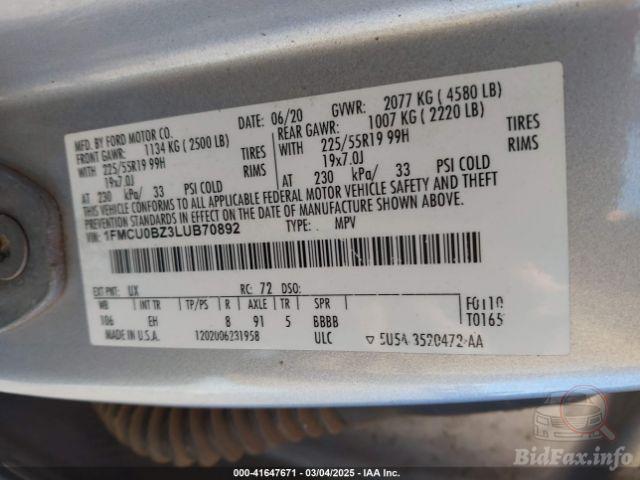 MFD. BY FORD MOTOR CO. DATE: 06/20 GVWR: 2077 KG ( 4580 LB)
FRONT GAWR: 1134 KG ( 2500 LB) REAR GAWR: 1007 KG ( 2220 LB)
WITH 225/55R19 99H TIRES WITH 225/55R19 99H TIRES
19x7.0J RIMS 19x7.0J RIMS
AT 230 kPa/ 33 PSI COLD AT 230 kPa/ 33 PSI COLD
THIS VEHICLE CONFORMS TO ALL APPLICABLE FEDERAL MOTOR VEHICLE SAFETY AND THEFT
PREVENTION STANDARDS IN EFFECT ON THE DATE OF MANUFACTURE SHOWN ABOVE.
VIN: 1FMCU0BZ3LUB70892 TYPE: MPV
EXT PNT: UX RC: 72 DSO:
WB INT TR TP/PS R AXLE TR SPR
106 EH 8 91 5 BBBB
F0110
T0165
MADE IN U.S.A. 1202006231958 ULC
5U5A-3520472-AA
BidFax.info
000-41647671 - 03/04/2025 - IAA Inc.